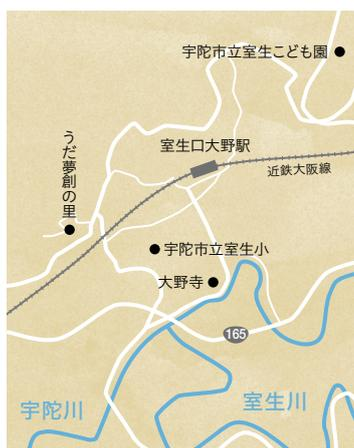 宇陀市立室生こども園
室生口大野駅
近鉄大阪線
うだ夢創の里
宇陀市立室生小
大野寺
165
室生川
宇陀川